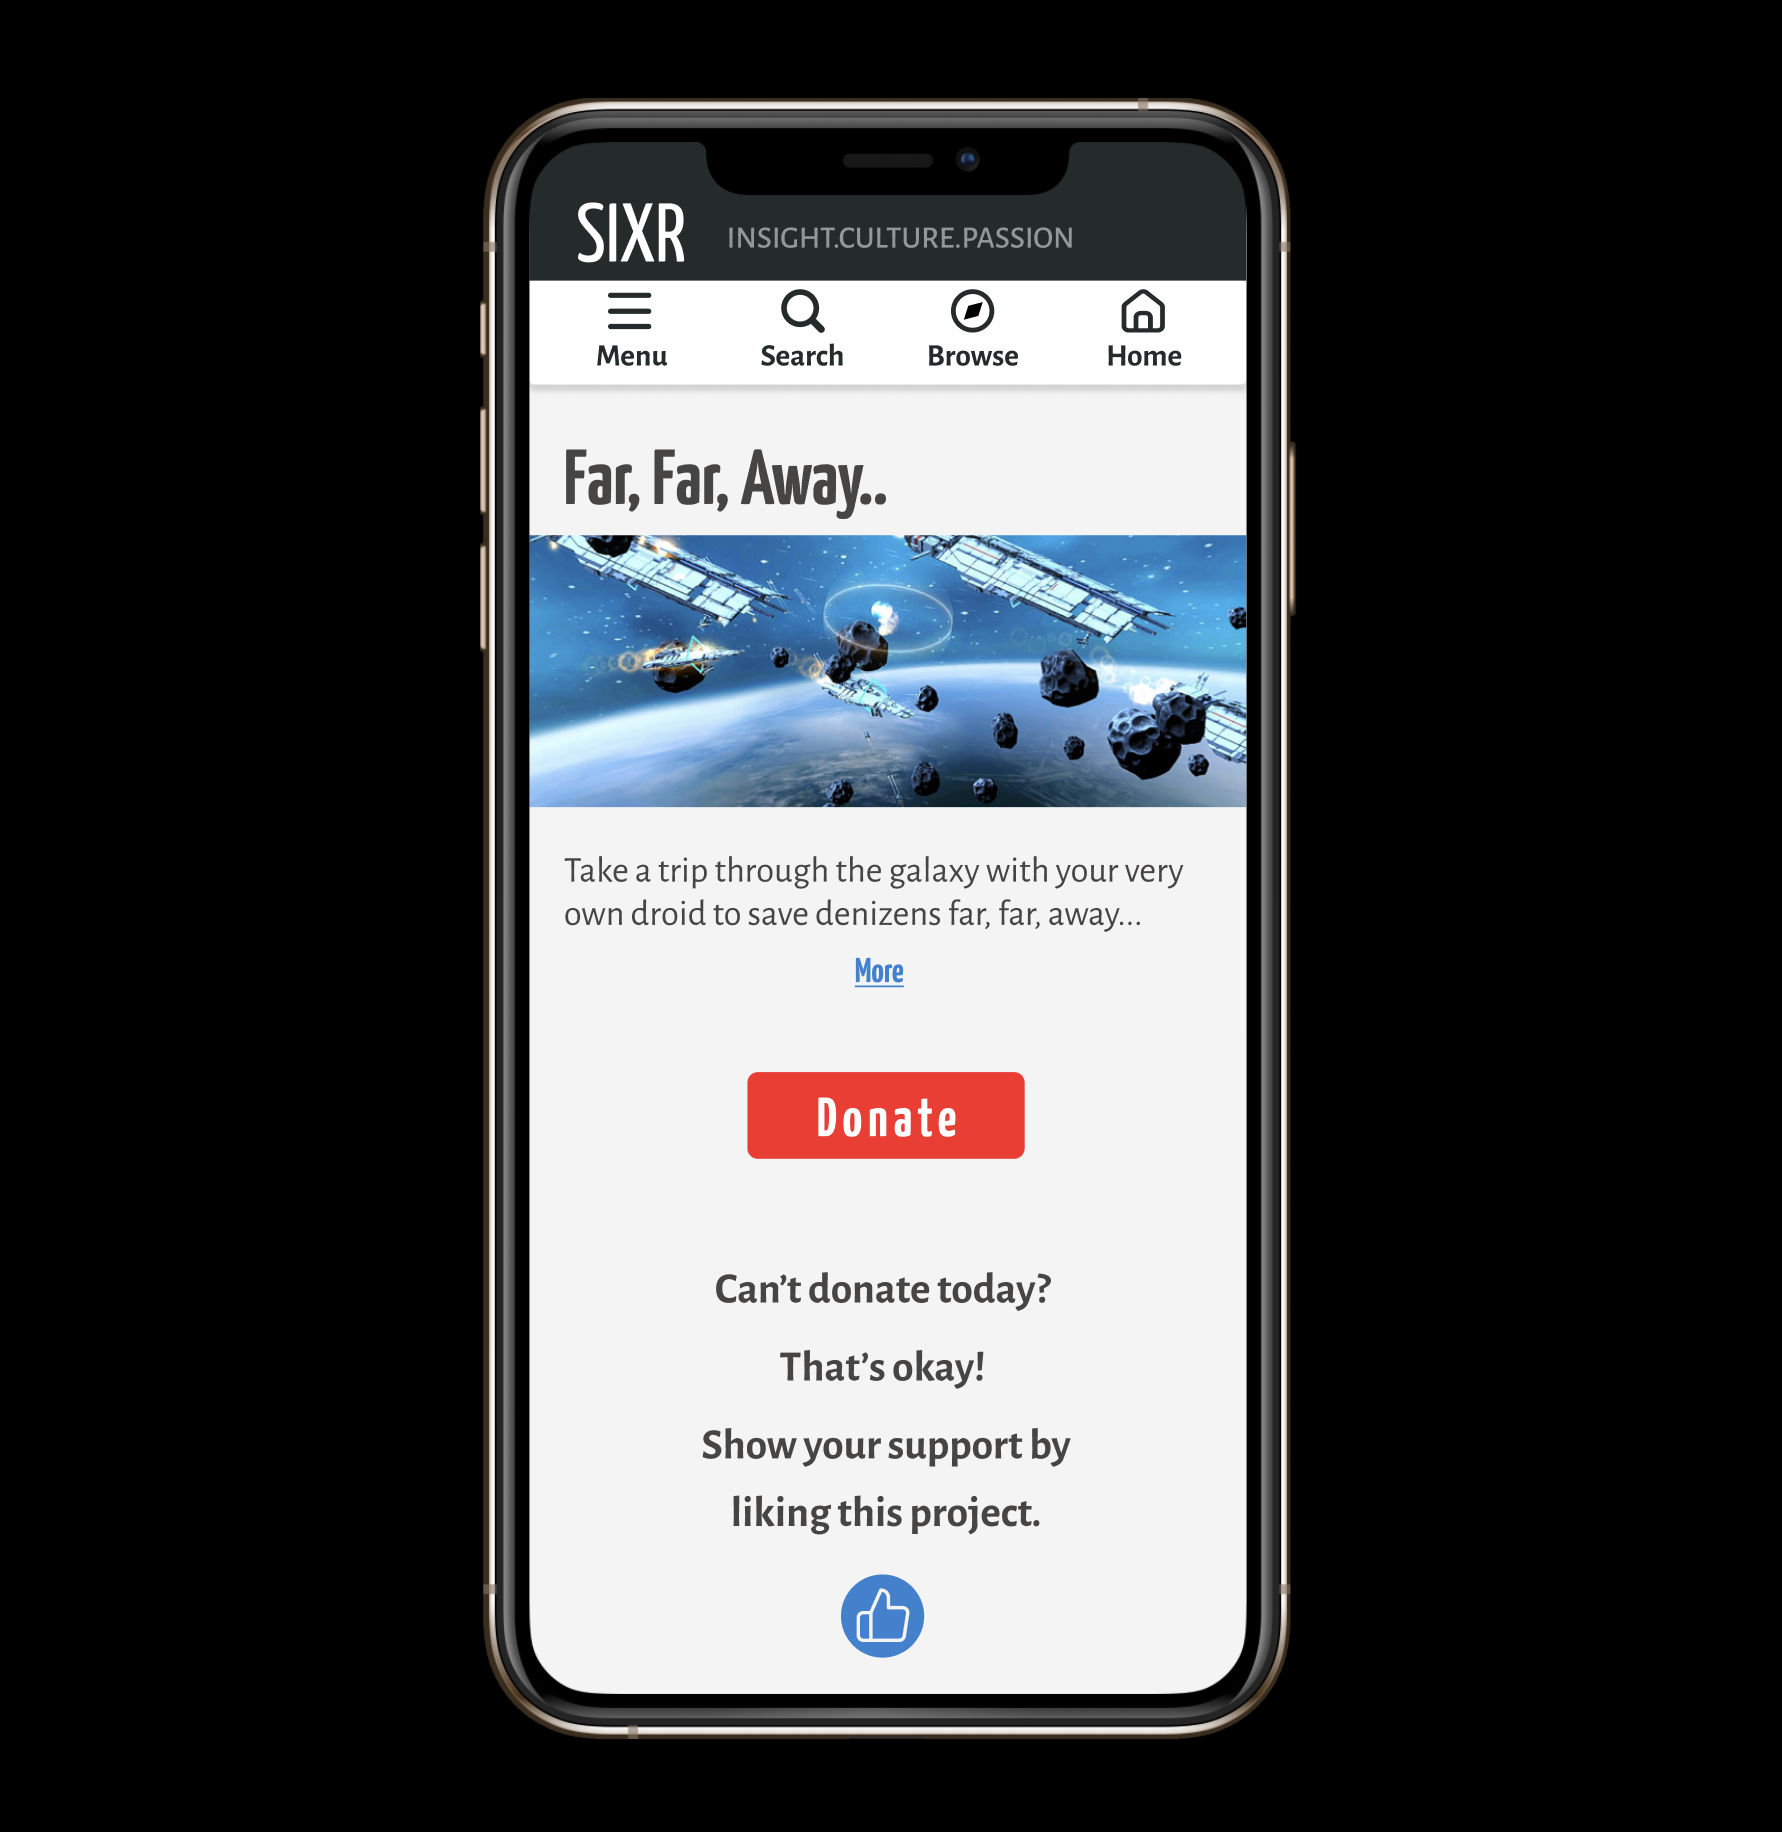 SIXR
INSIGHT.CULTURE.PASSION
Menu
Search
Browse
Home
Far, Far, Away..
Take a trip through the galaxy with your very
own droid to save denizens far, far, away...
More
Donate
Can’t donate today?
That’s okay!
Show your support by
liking this project.